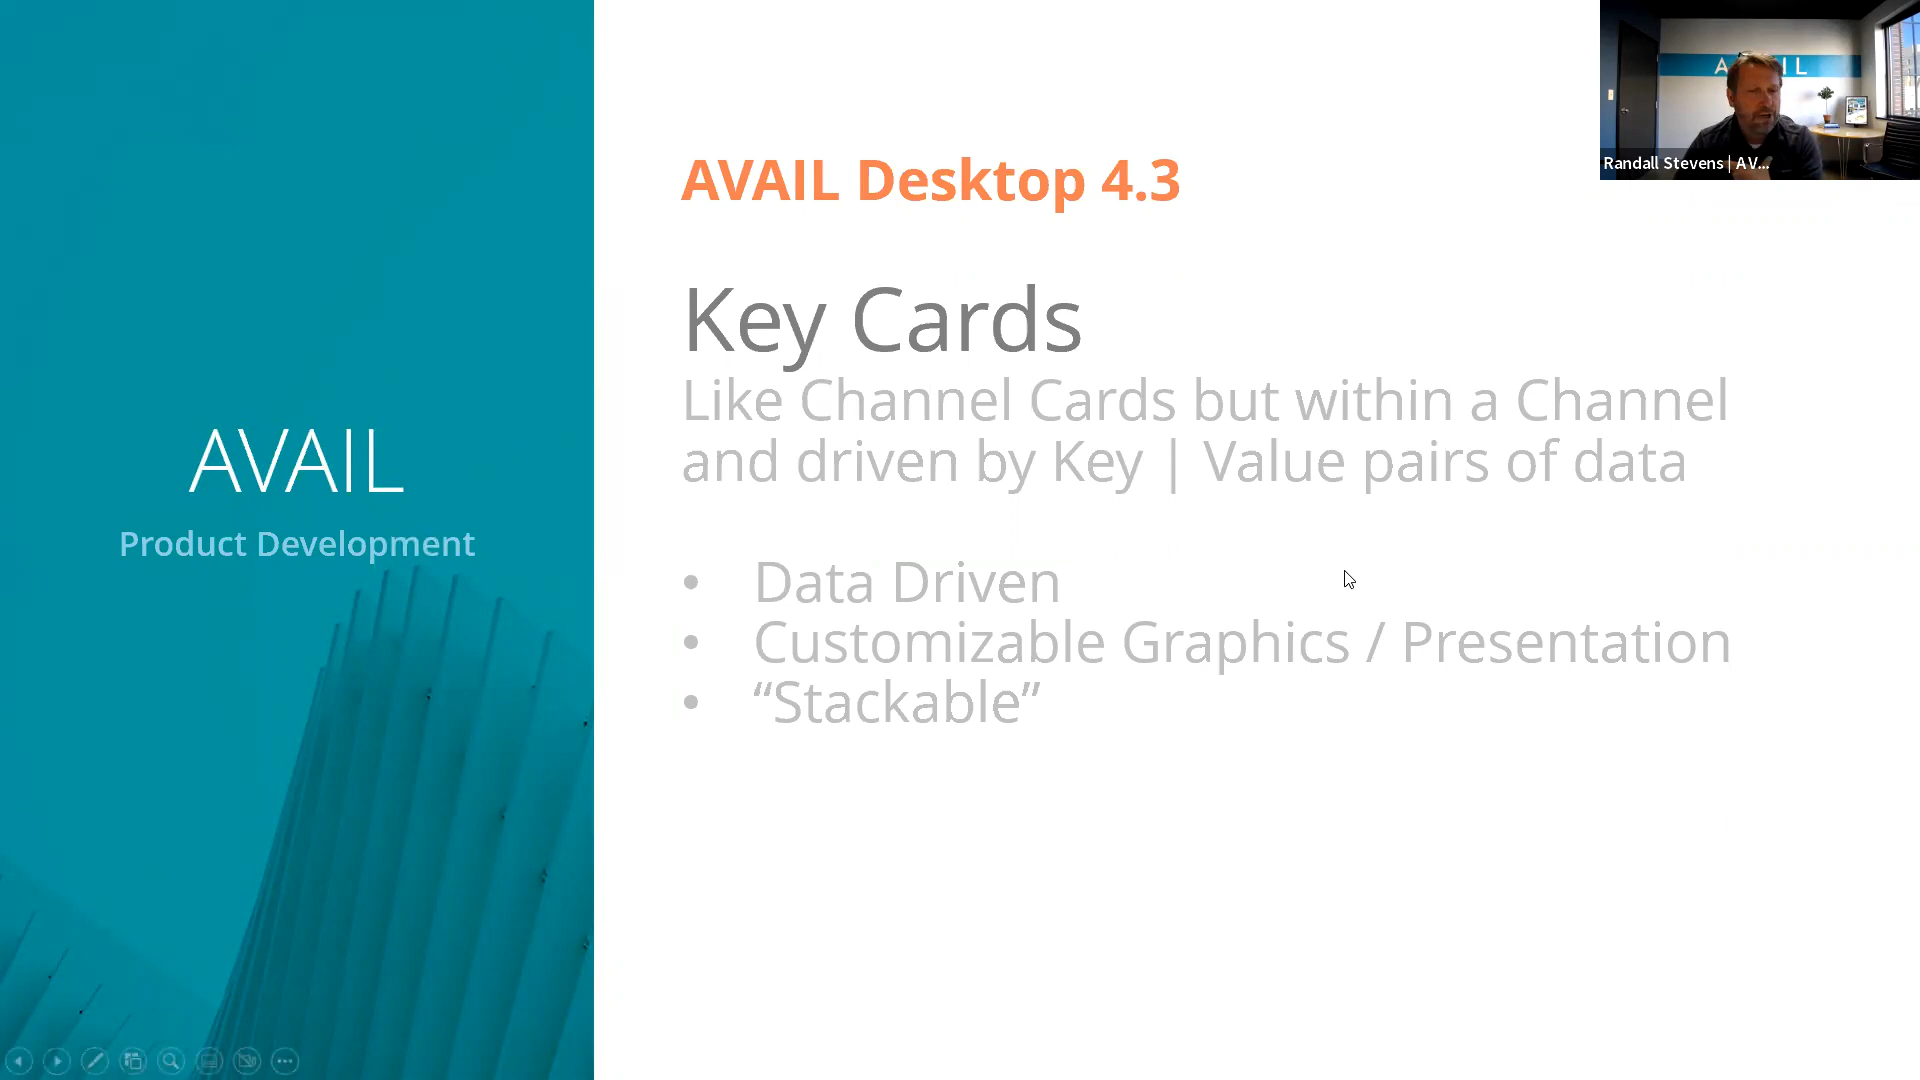 AVAIL
Product Development
AVAIL Desktop 4.3
Key Cards
Like Channel Cards but within a Channel
and driven by Key | Value pairs of data
• Data Driven
• Customizable Graphics / Presentation
• “Stackable”
Randall Stevens | AV...